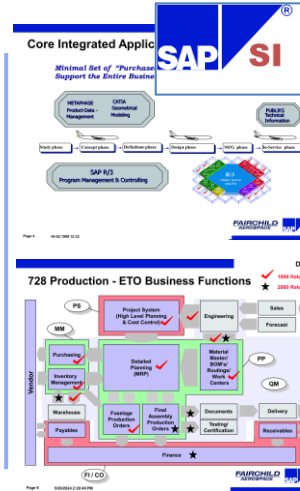 Core Integrated Applic
SAP ®
SI
Minimal Set of "Purchase
Support the Entire Busine
METAPHASE
Product-Data-
Management
CATIA
Geometrical
Modeling
PUBLIXS
Technical
Information
Study phase
Concept phase
Definitions phase
Design phase
MFG phase
In-Service phase
SAP R/3
Program Management & Controlling
R/3
FAIRCHILD
AEROSPACE
SAP
Page 4
D
728 Production - ETO Business Functions
1999 Rele
2000 Rele
PS
Project System
(High Level Planning
& Cost Control)
Engineering
Sales
Forecast
MM
Vendor
Purchasing
Inventory
Management
Detailed
Planning
(MRP)
Material
Master/
BOM's/
Routings/
Work
Centers
PP
QM
Warehouse
Payables
Fuselage
Production
Orders
Final
Assembly
Production
Orders
Documents
Testing/
Certification
Delivery
Receivables
Finance
FI / CO
FAIRCHILD
AEROSPACE
SAP
Page 6